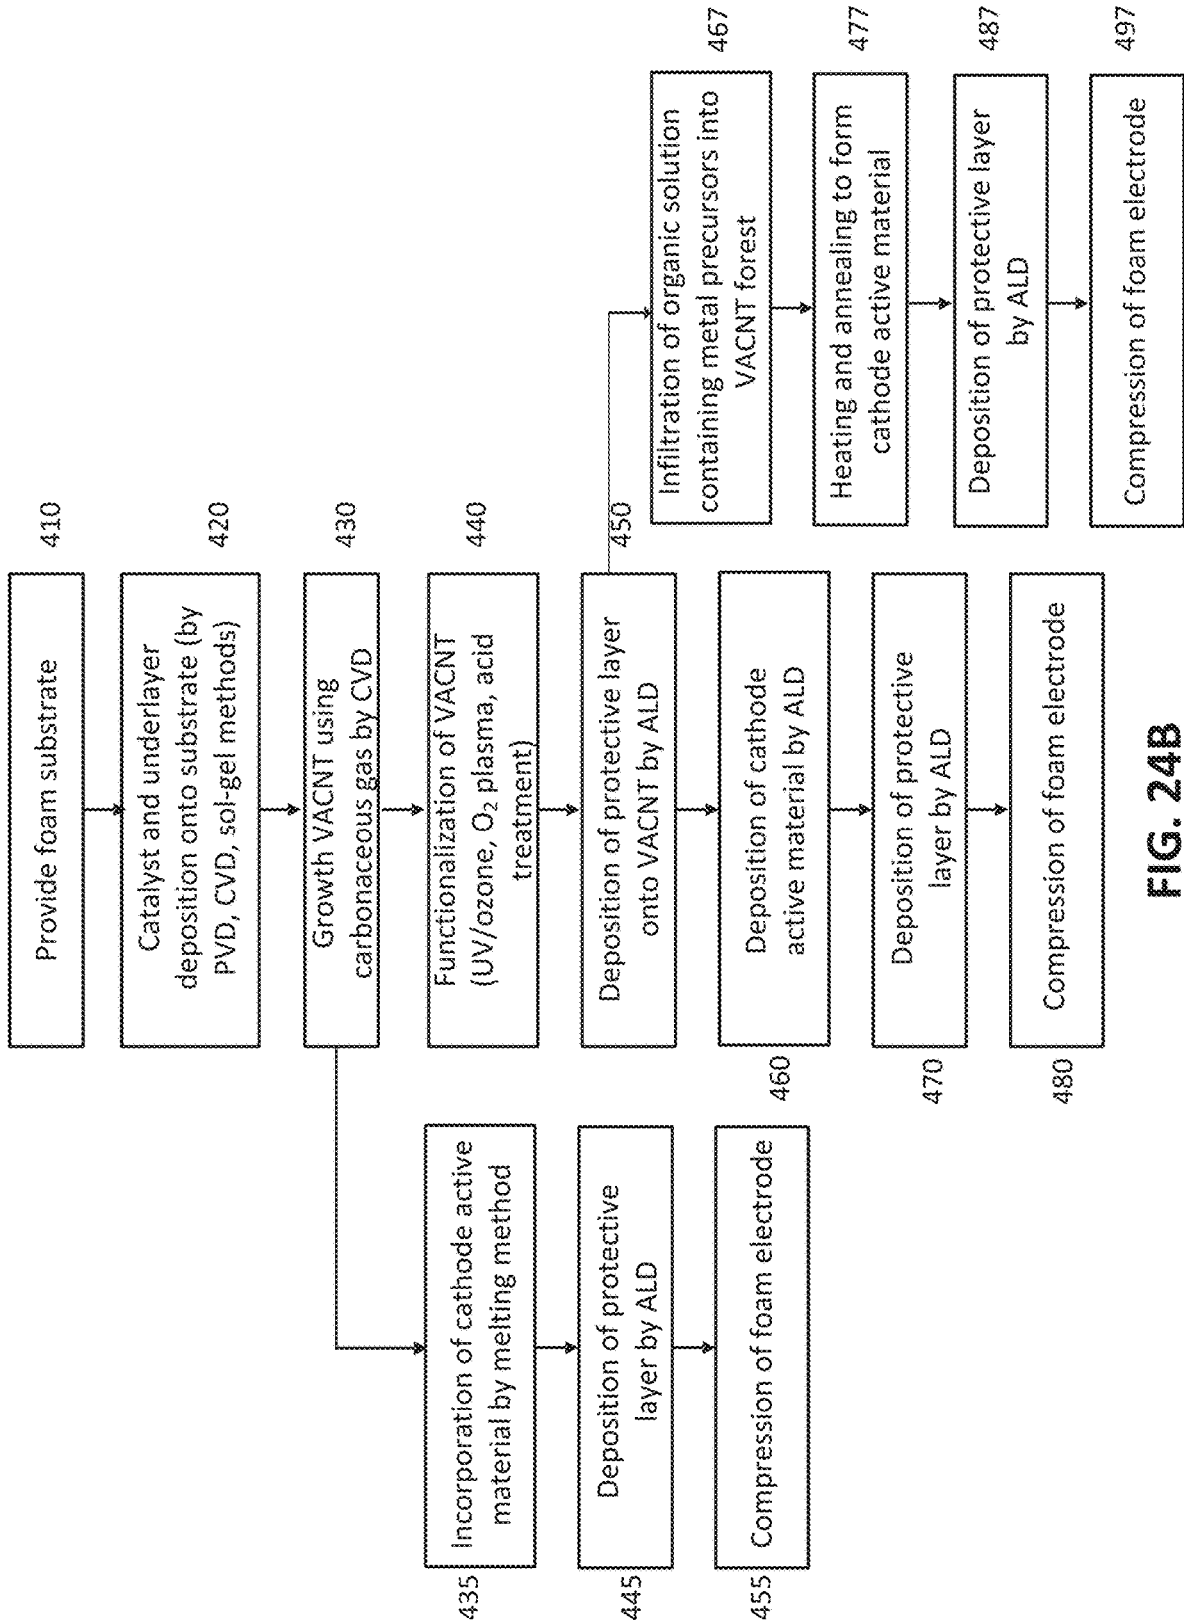 Provide foam substrate
410
Catalyst and underlayer
deposition onto substrate (by
PVD, CVD, sol-gel methods)
420
Growth VACNT using
carbonaceous gas by CVD
430
Functionalization of VACNT
(UV/ozone, O₂ plasma, acid
treatment)
440
Deposition of protective layer
onto VACNT by ALD
450
Deposition of cathode
active material by ALD
460
Deposition of protective
layer by ALD
470
Compression of foam electrode
480
Incorporation of cathode active
material by melting method
435
Deposition of protective
layer by ALD
445
Compression of foam electrode
455
Infiltration of organic solution
containing metal precursors into
VACNT forest
467
Heating and annealing to form
cathode active material
477
Deposition of protective layer
by ALD
487
Compression of foam electrode
497
FIG. 24B